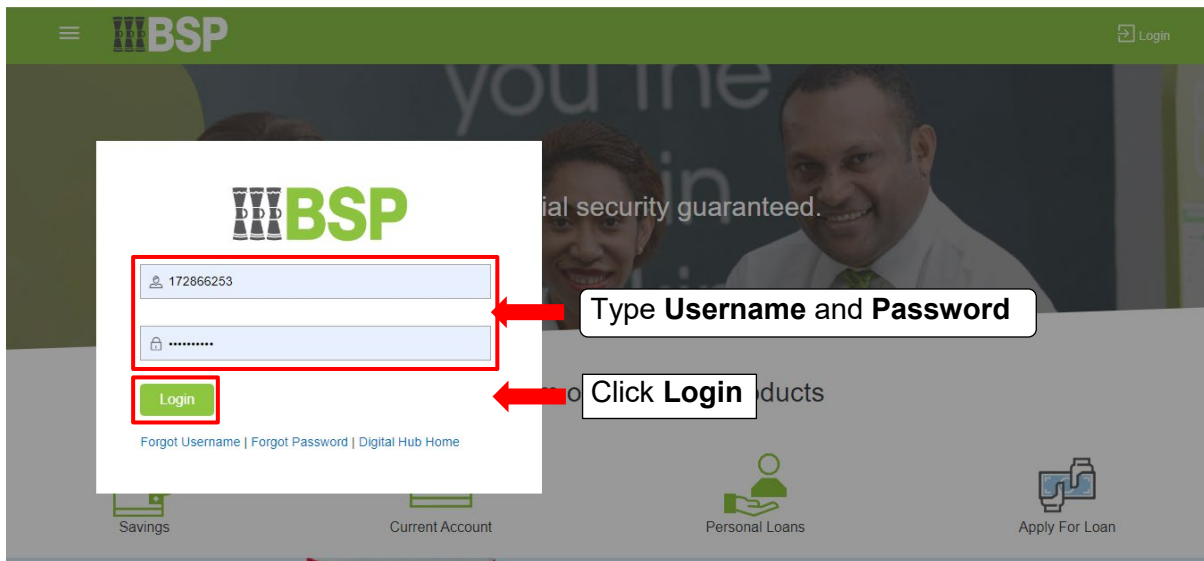 BSP
Login
you the
in
BSP
ial security guaranteed.
172866253
Type Username and Password
••••••••••
Login
Click Login
ducts
Forgot Username | Forgot Password | Digital Hub Home
Savings
Current Account
Personal Loans
Apply For Loan